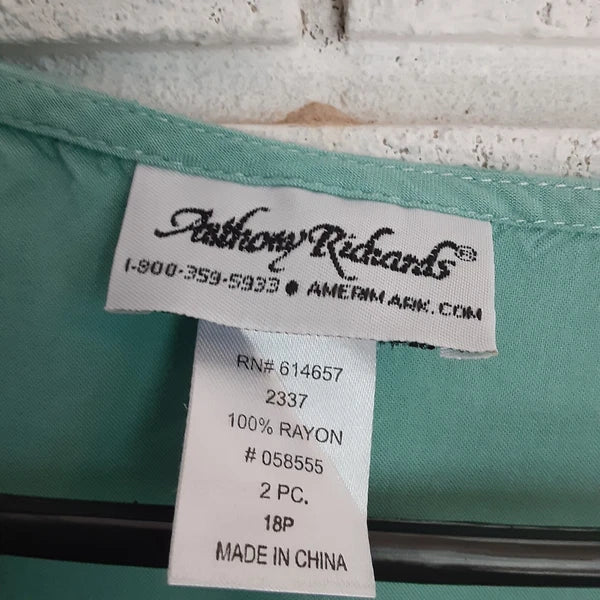 Anthony Richards®
1-800-359-5933 ● AMERIMARK.COM
RN# 614657
2337
100% RAYON
# 058555
2 PC.
18P
MADE IN CHINA